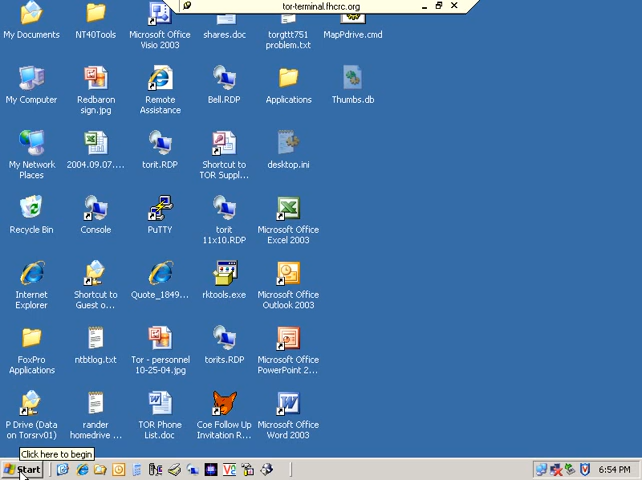 tor-terminal.fhcrc.org
My Documents
NT40Tools
Microsoft Office
Visio 2003
shares.doc
torgttt751
problem.txt
MapPdrive.cmd
My Computer
Redbaron
sign.jpg
Remote
Assistance
Bell.RDP
Applications
Thumbs.db
My Network
Places
2004.09.07....
torit.RDP
Shortcut to
TOR Suppl...
desktop.ini
Recycle Bin
Console
PuTTY
torit
11x10.RDP
Microsoft Office
Excel 2003
Internet
Explorer
Shortcut to
Guest o...
Quote_1849...
rktools.exe
Microsoft Office
Outlook 2003
FoxPro
Applications
ntbtlog.txt
Tor - personnel
10-25-04.jpg
torits.RDP
Microsoft Office
PowerPoint 2...
P Drive (Data
on Torsrv01)
rander
homedrive ...
TOR Phone
List.doc
Coe Follow Up
Invitation R...
Microsoft Office
Word 2003
Click here to begin
Start
V2
6:54 PM